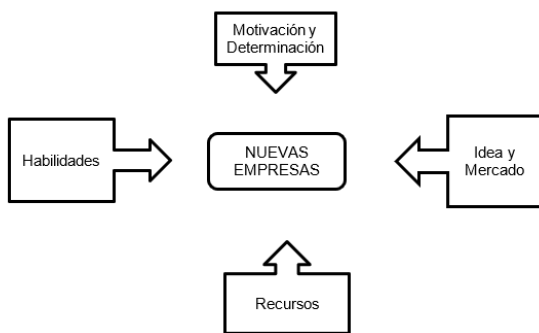 Motivación y
Determinación
Habilidades
NUEVAS
EMPRESAS
Idea y
Mercado
Recursos